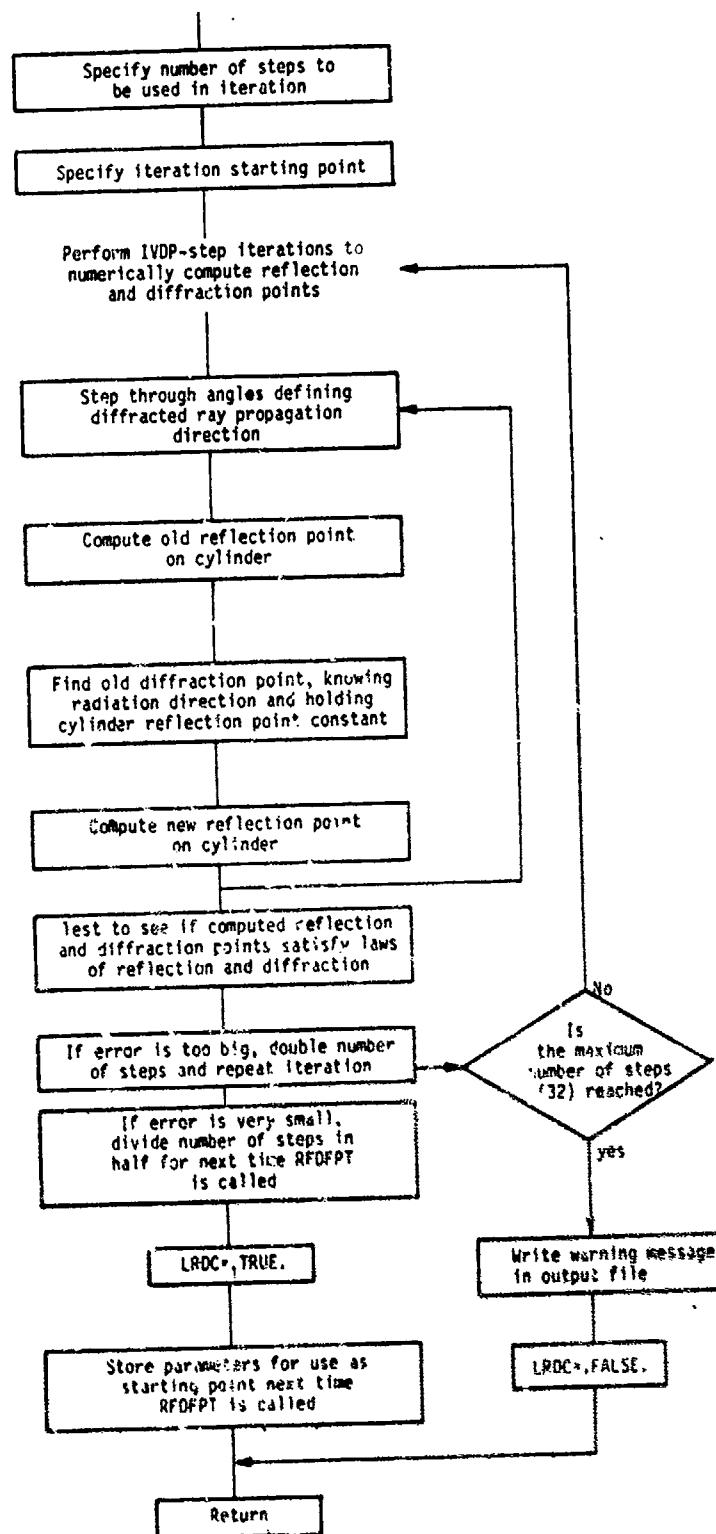 Specify number of steps to
be used in iteration
Specify iteration starting point
Perform IVDP-step iterations to
numerically compute reflection
and diffraction points
Step through angles defining
diffracted ray propagation
direction
Compute old reflection point
on cylinder
Find old diffraction point, knowing
radiation direction and holding
cylinder reflection point constant
Compute new reflection point
on cylinder
Test to see if computed reflection
and diffraction points satisfy laws
of reflection and diffraction
If error is too big, double number
of steps and repeat iteration
No
Is
the maximum
number of steps
(32) reached?
yes
If error is very small,
divide number of steps in
half for next time RFDFPT
is called
LRDC=.TRUE.
Write warning message
in output file
Store parameters for use as
starting point next time
RFDFPT is called
LRDC=.FALSE.
Return